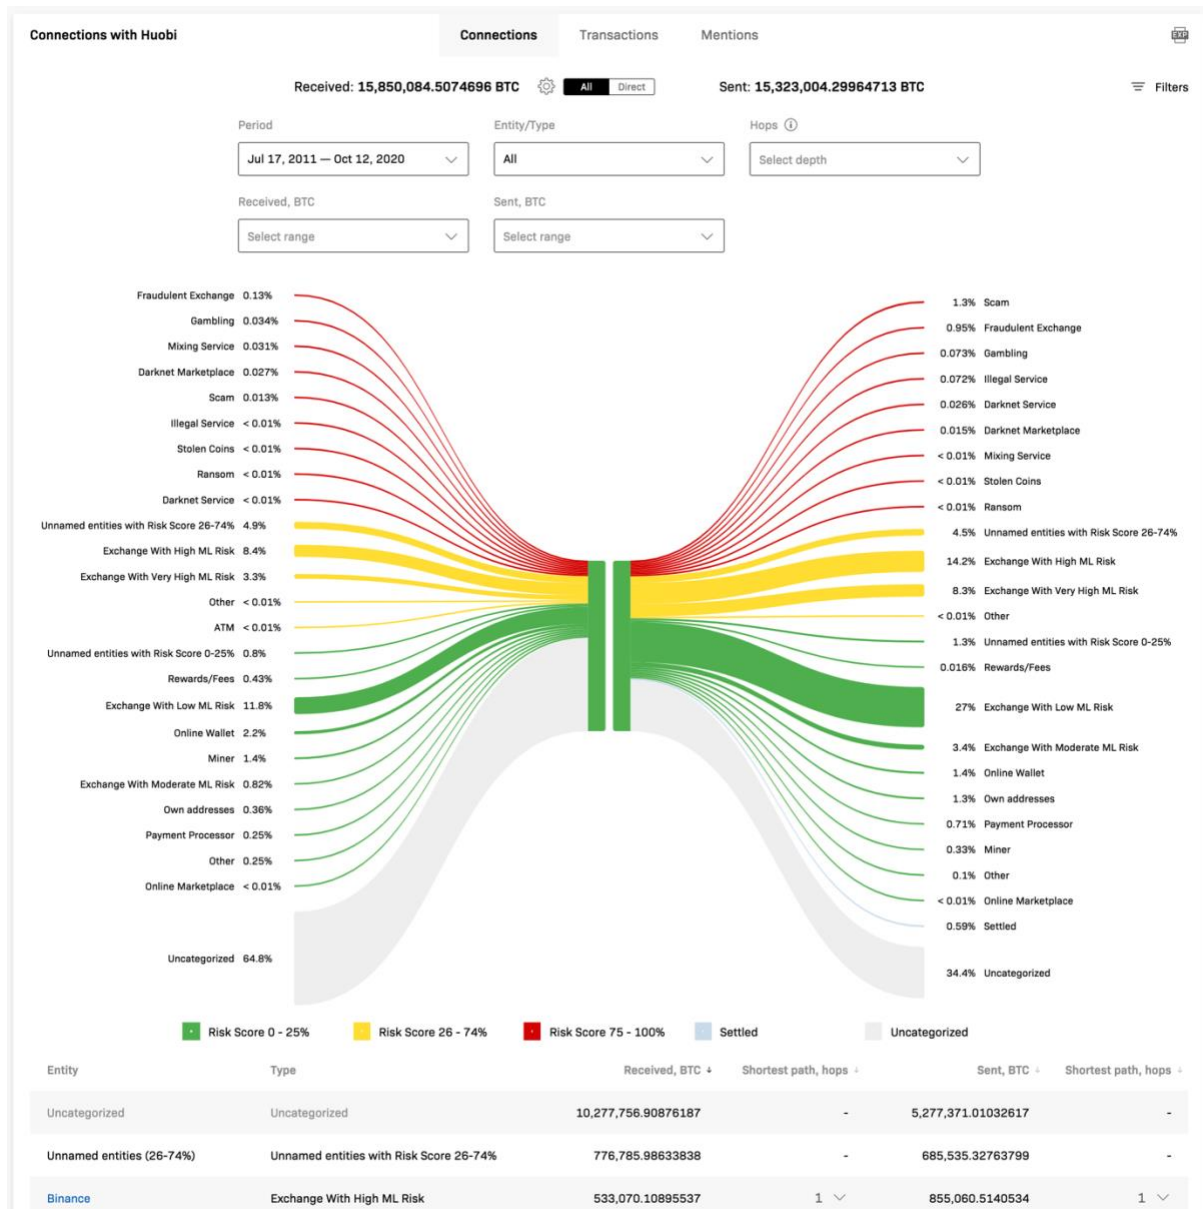 Connections with Huobi
Connections Transactions Mentions
EXP
Received: 15,850,084.5074696 BTC All Direct Sent: 15,323,004.29964713 BTC Filters
Period Entity/Type Hops
Jul 17, 2011 — Oct 12, 2020 All Select depth
Received, BTC Sent, BTC
Select range Select range
Fraudulent Exchange 0.13%
Gambling 0.034%
Mixing Service 0.031%
Darknet Marketplace 0.027%
Scam 0.013%
Illegal Service < 0.01%
Stolen Coins < 0.01%
Ransom < 0.01%
Darknet Service < 0.01%
Unnamed entities with Risk Score 26-74% 4.9%
Exchange With High ML Risk 8.4%
Exchange With Very High ML Risk 3.3%
Other < 0.01%
ATM < 0.01%
Unnamed entities with Risk Score 0-25% 0.8%
Rewards/Fees 0.43%
Exchange With Low ML Risk 11.8%
Online Wallet 2.2%
Miner 1.4%
Exchange With Moderate ML Risk 0.82%
Own addresses 0.36%
Payment Processor 0.25%
Other 0.25%
Online Marketplace < 0.01%
Uncategorized 64.8%
1.3% Scam
0.95% Fraudulent Exchange
0.073% Gambling
0.072% Illegal Service
0.026% Darknet Service
0.015% Darknet Marketplace
< 0.01% Mixing Service
< 0.01% Stolen Coins
< 0.01% Ransom
4.5% Unnamed entities with Risk Score 26-74%
14.2% Exchange With High ML Risk
8.3% Exchange With Very High ML Risk
< 0.01% Other
1.3% Unnamed entities with Risk Score 0-25%
0.016% Rewards/Fees
27% Exchange With Low ML Risk
3.4% Exchange With Moderate ML Risk
1.4% Online Wallet
1.3% Own addresses
0.71% Payment Processor
0.33% Miner
0.1% Other
< 0.01% Online Marketplace
0.59% Settled
34.4% Uncategorized
Risk Score 0 - 25% Risk Score 26 - 74% Risk Score 75 - 100% Settled Uncategorized
Entity Type Received, BTC ↓ Shortest path, hops ↓ Sent, BTC ↓ Shortest path, hops ↓
Uncategorized Uncategorized 10,277,756.90876187 - 5,277,371.01032617 -
Unnamed entities (26-74%) Unnamed entities with Risk Score 26-74% 776,785.98633838 - 685,535.32763799 -
Binance Exchange With High ML Risk 533,070.10895537 1 855,060.5140534 1